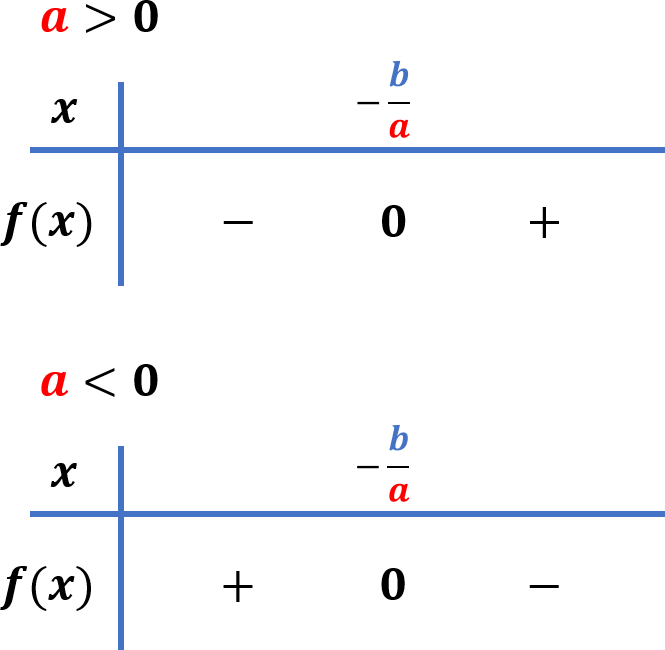 a > 0
x −b/a
f(x) − 0 +
a < 0
x −b/a
f(x) + 0 −